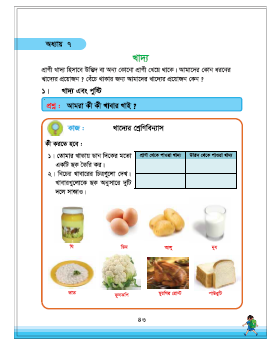 অধ্যায় ৭
খাদ্য
প্রাণী খাদ্য হিসাবে উদ্ভিদ বা অন্য কোনো প্রাণী খেয়ে থাকে। আমাদের কোন ধরনের
খাদ্যের প্রয়োজন ? বেঁচে থাকার জন্য আমাদের খাদ্যের প্রয়োজন কেন ?
১। খাদ্য এবং পুষ্টি
প্রশ্ন : আমরা কী কী খাবার খাই ?
কাজ : খাদ্যের শ্রেণিবিন্যাস
কী করতে হবে :
১। তোমার খাতায় ডান দিকের মতো
একটি ছক তৈরি কর।
২। নিচের খাবারের চিত্রগুলো দেখ।
খাবারগুলোকে ছক অনুসারে দুটি
দলে সাজাও।
প্রাণী থেকে পাওয়া খাদ্য উদ্ভিদ থেকে পাওয়া খাদ্য
ঘি ডিম আলু দুধ
ভাত ফুলকপি মুরগির রোস্ট পাউরুটি
৪৩